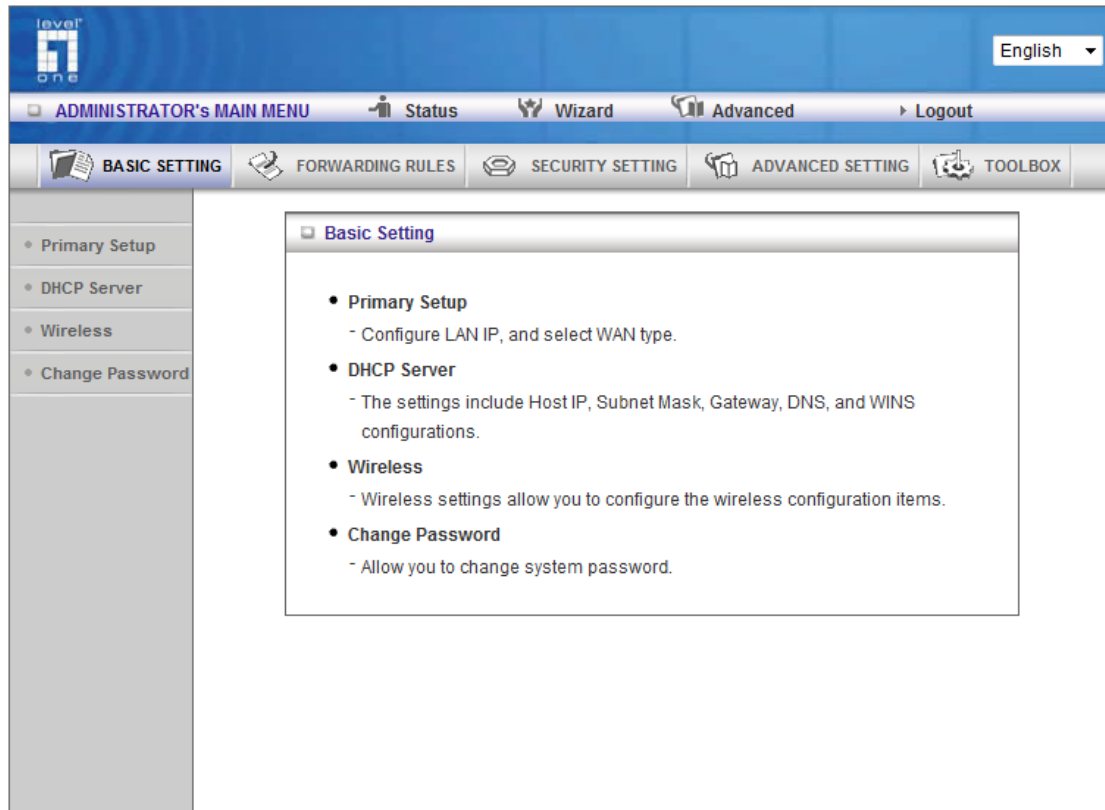 level
one
English
ADMINISTRATOR's MAIN MENU Status Wizard Advanced Logout
BASIC SETTING FORWARDING RULES SECURITY SETTING ADVANCED SETTING TOOLBOX
Primary Setup
DHCP Server
Wireless
Change Password
Basic Setting
Primary Setup
- Configure LAN IP, and select WAN type.
DHCP Server
- The settings include Host IP, Subnet Mask, Gateway, DNS, and WINS
configurations.
Wireless
- Wireless settings allow you to configure the wireless configuration items.
Change Password
- Allow you to change system password.